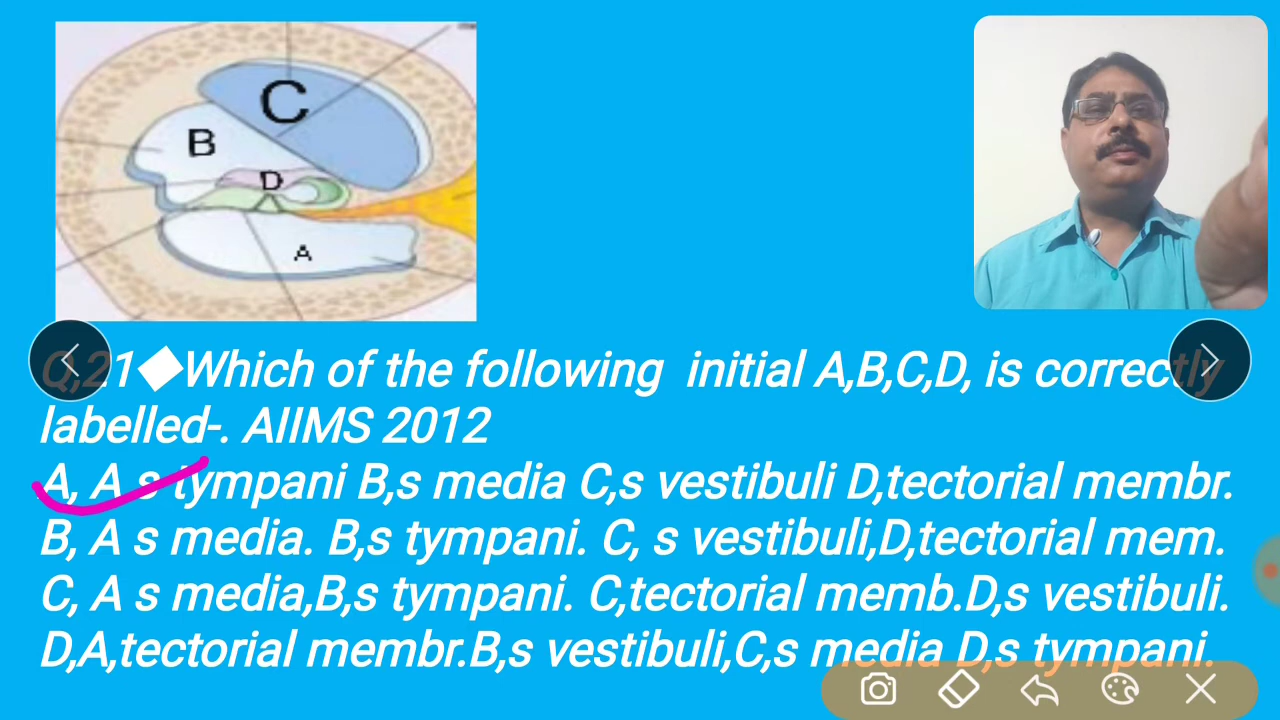 C
B
D
A
Q,21◆Which of the following initial A,B,C,D, is correctly
labelled-. AIIMS 2012
A, A s tympani B,s media C,s vestibuli D,tectorial membr.
B, A s media. B,s tympani. C, s vestibuli,D,tectorial mem.
C, A s media,B,s tympani. C,tectorial memb.D,s vestibuli.
D,A,tectorial membr.B,s vestibuli,C,s media D,s tympani.